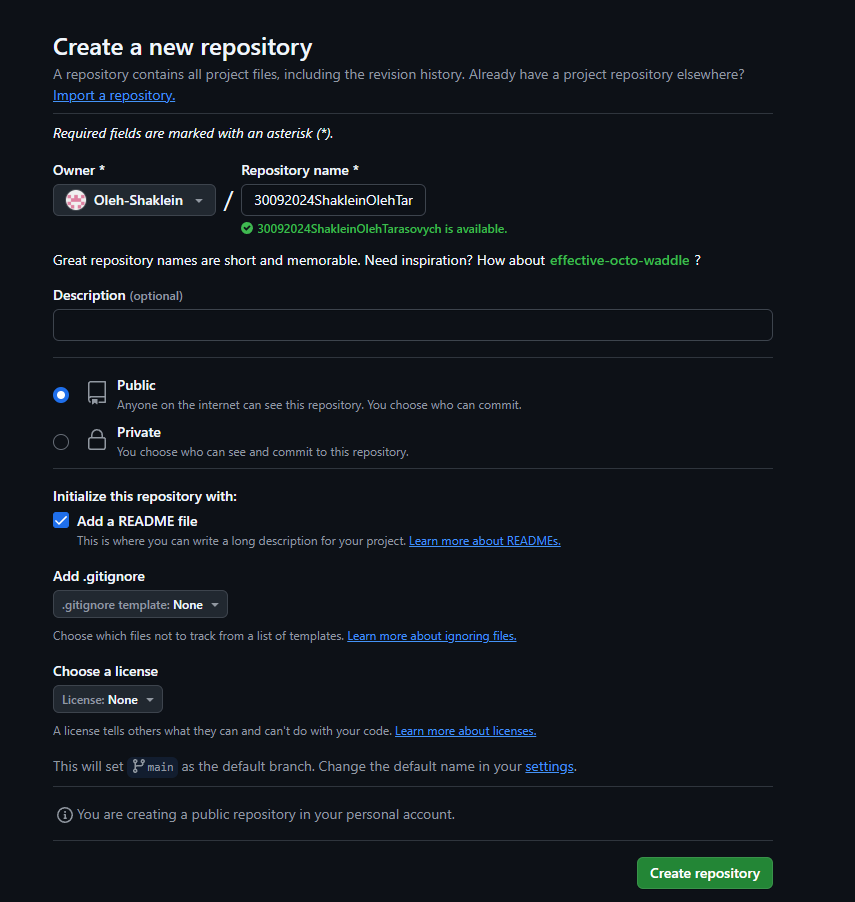 Create a new repository
A repository contains all project files, including the revision history. Already have a project repository elsewhere?
Import a repository.
Required fields are marked with an asterisk (*).
Owner * Repository name *
Oleh-Shaklein / 30092024ShakleinOlehTar
30092024ShakleinOlehTarasovych is available.
Great repository names are short and memorable. Need inspiration? How about effective-octo-waddle ?
Description (optional)
Public
Anyone on the internet can see this repository. You choose who can commit.
Private
You choose who can see and commit to this repository.
Initialize this repository with:
Add a README file
This is where you can write a long description for your project. Learn more about READMEs.
Add .gitignore
.gitignore template: None
Choose which files not to track from a list of templates. Learn more about ignoring files.
Choose a license
License: None
A license tells others what they can and can't do with your code. Learn more about licenses.
This will set main as the default branch. Change the default name in your settings.
You are creating a public repository in your personal account.
Create repository